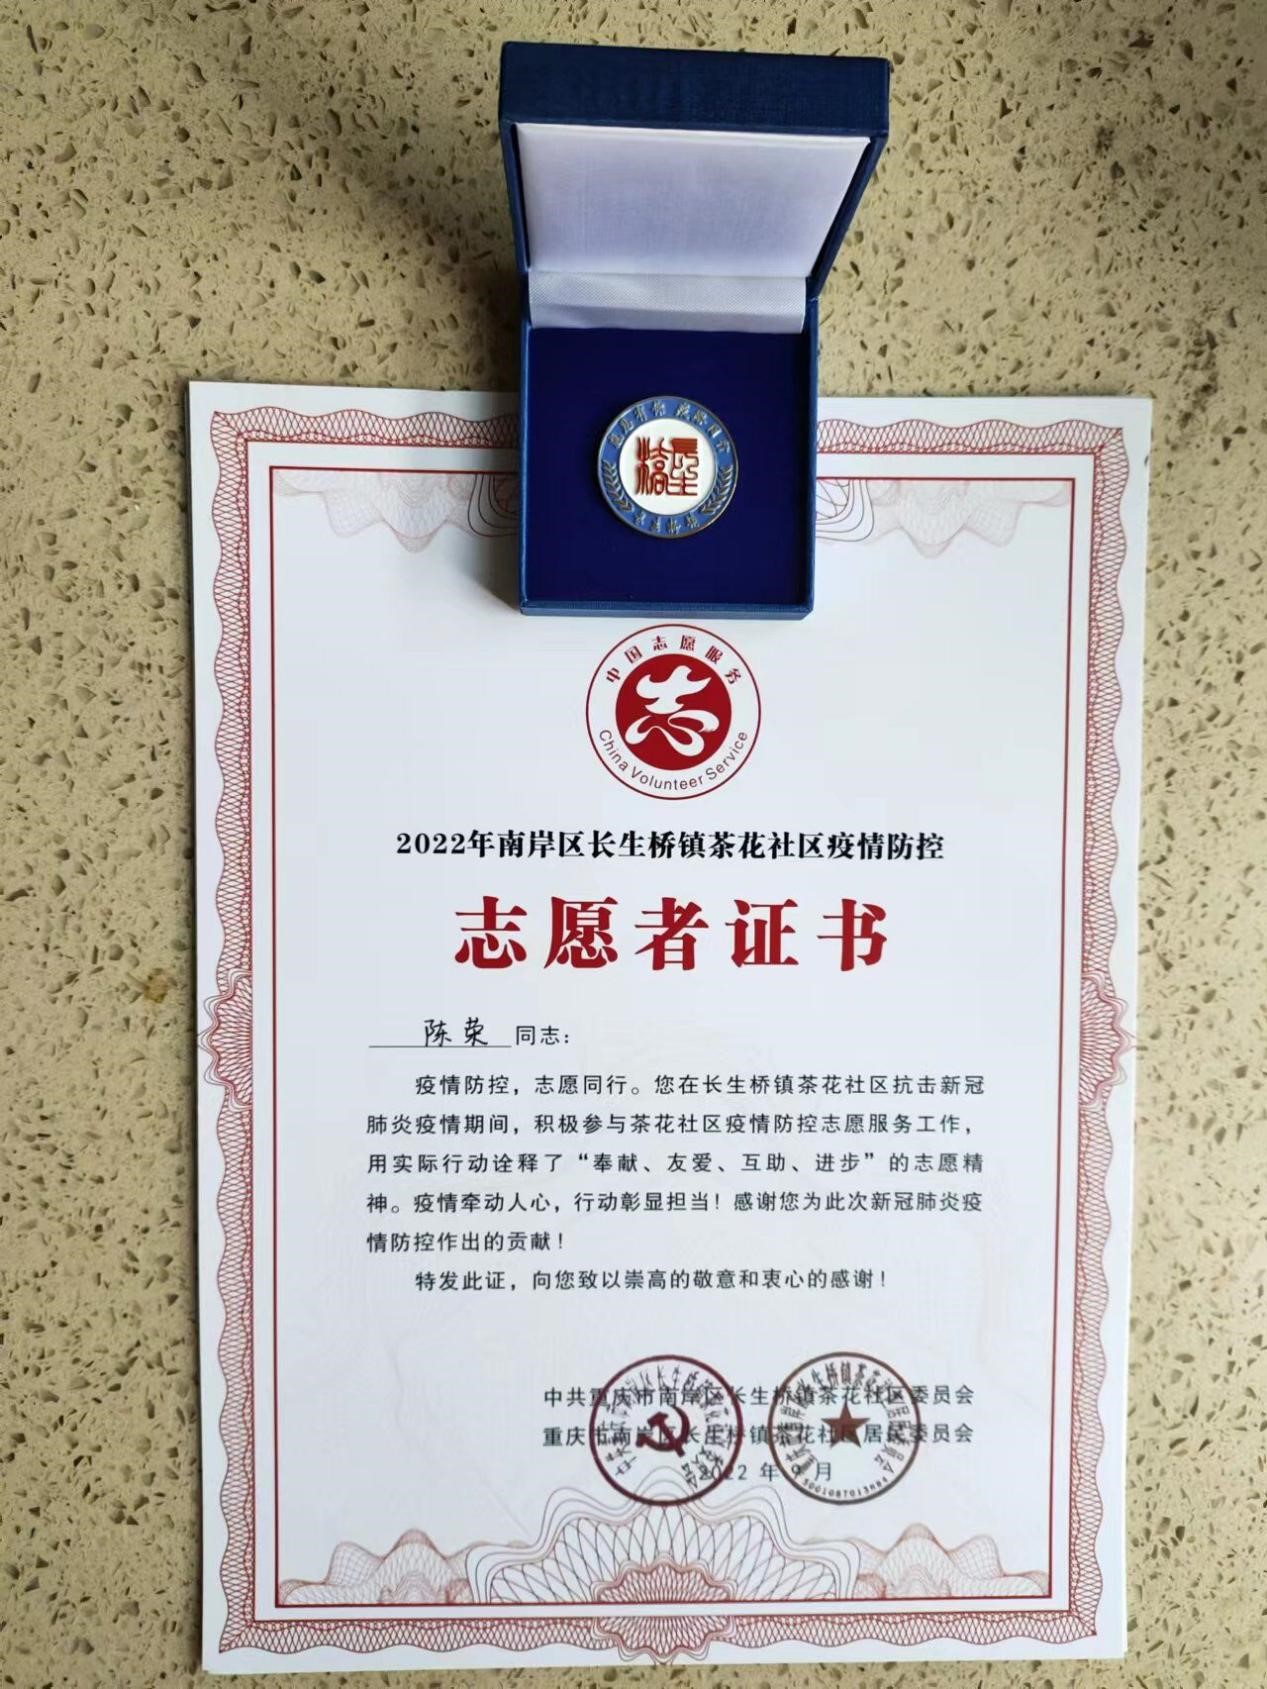 长生桥
中国志愿服务
China Volunteer Service
2022年南岸区长生桥镇茶花社区疫情防控
志愿者证书
陈荣 同志：
疫情防控，志愿同行。您在长生桥镇茶花社区抗击新冠
肺炎疫情期间，积极参与茶花社区疫情防控志愿服务工作，
用实际行动诠释了“奉献、友爱、互助、进步”的志愿精
神。疫情牵动人心，行动彰显担当！感谢您为此次新冠肺炎疫
情防控作出的贡献！
特发此证，向您致以崇高的敬意和衷心的感谢！
中共重庆市南岸区长生桥镇茶花社区委员会
重庆市南岸区长生桥镇茶花社区居民委员会
2022 年 9 月